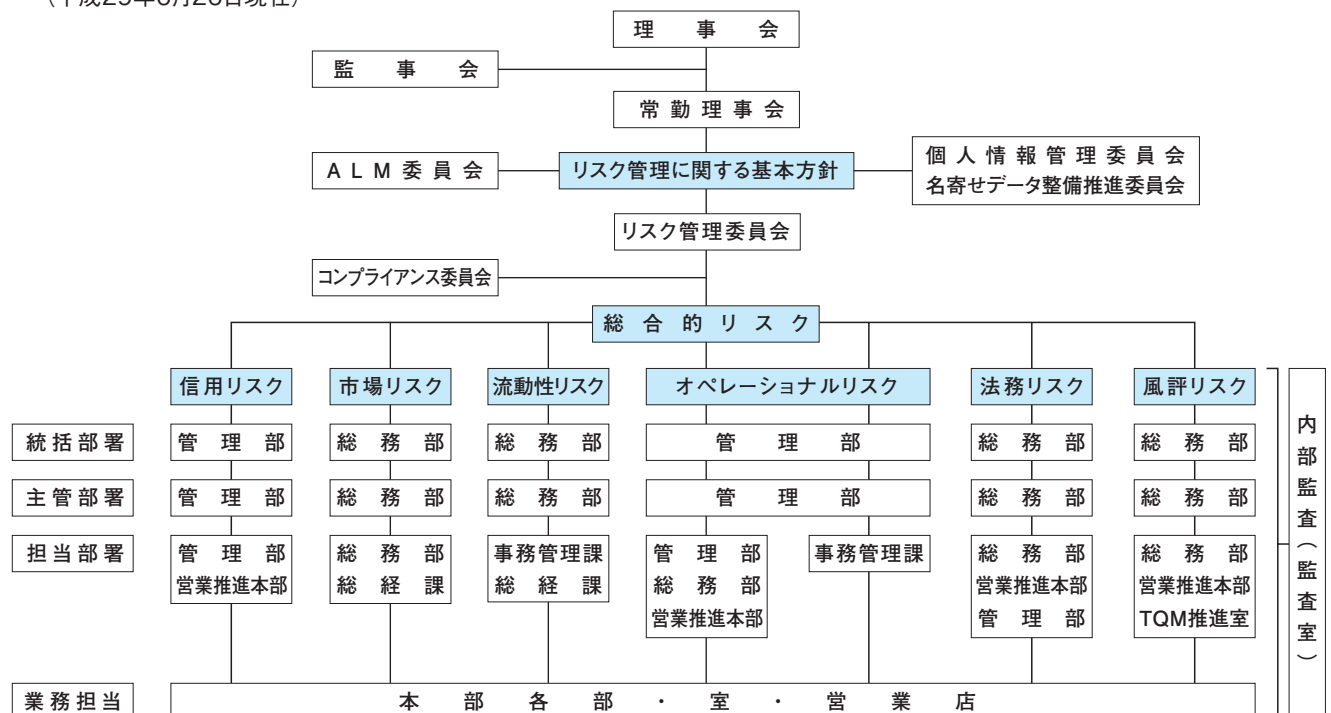 理事会
監事会
常勤理事会
ALM委員会
リスク管理に関する基本方針
個人情報管理委員会
名寄せデータ整備推進委員会
リスク管理委員会
コンプライアンス委員会
総合的リスク
信用リスク
市場リスク
流動性リスク
オペレーショナルリスク
法務リスク
風評リスク
統括部署
管理部
総務部
総務部
管理部
総務部
総務部
主管部署
管理部
総務部
総務部
管理部
総務部
総務部
担当部署
管理部
営業推進本部
総務部
総経課
事務管理課
総経課
管理部
総務部
営業推進本部
事務管理課
総務部
営業推進本部
管理部
総務部
営業推進本部
TQM推進室
内部監査(監査室)
業務担当
本部各部・室・営業店